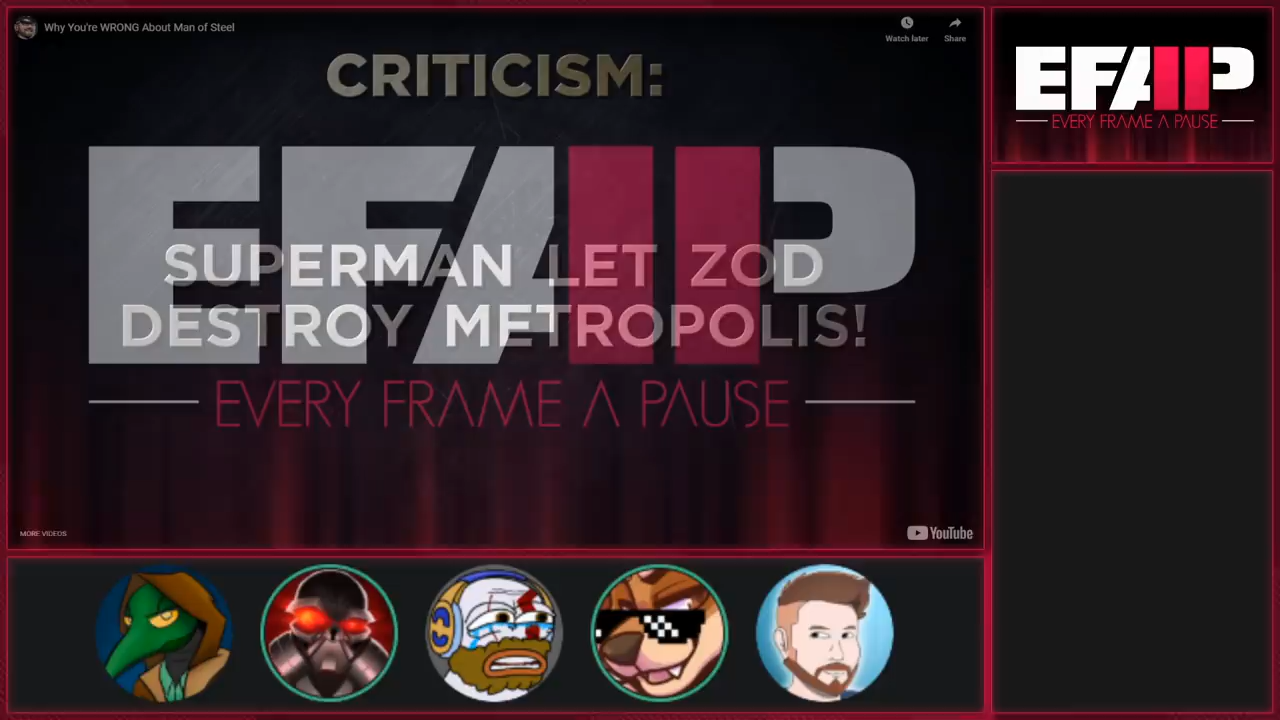 Why You're WRONG About Man of Steel
Watch later
Share
CRITICISM:
EFAP
SUPERMAN LET ZOD
DESTROY METROPOLIS!
EVERY FRAME A PAUSE
MORE VIDEOS
YouTube
EFAP
EVERY FRAME A PAUSE